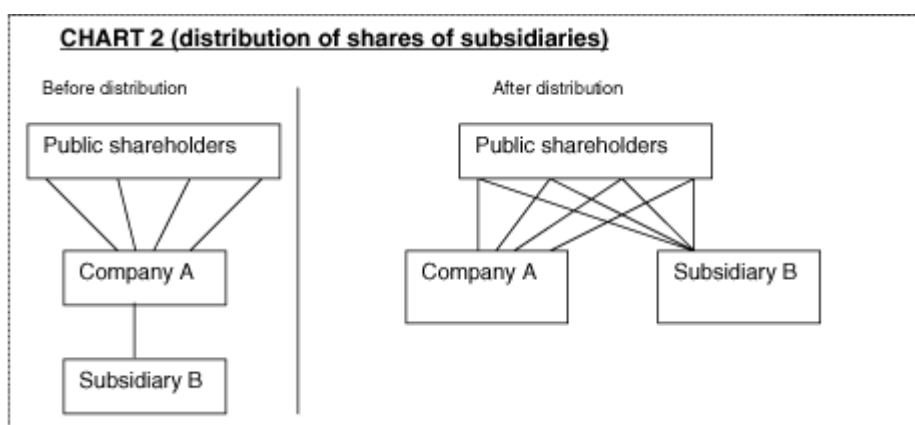 CHART 2 (distribution of shares of subsidiaries)
Before distribution
Public shareholders
Company A
Subsidiary B
After distribution
Public shareholders
Company A
Subsidiary B